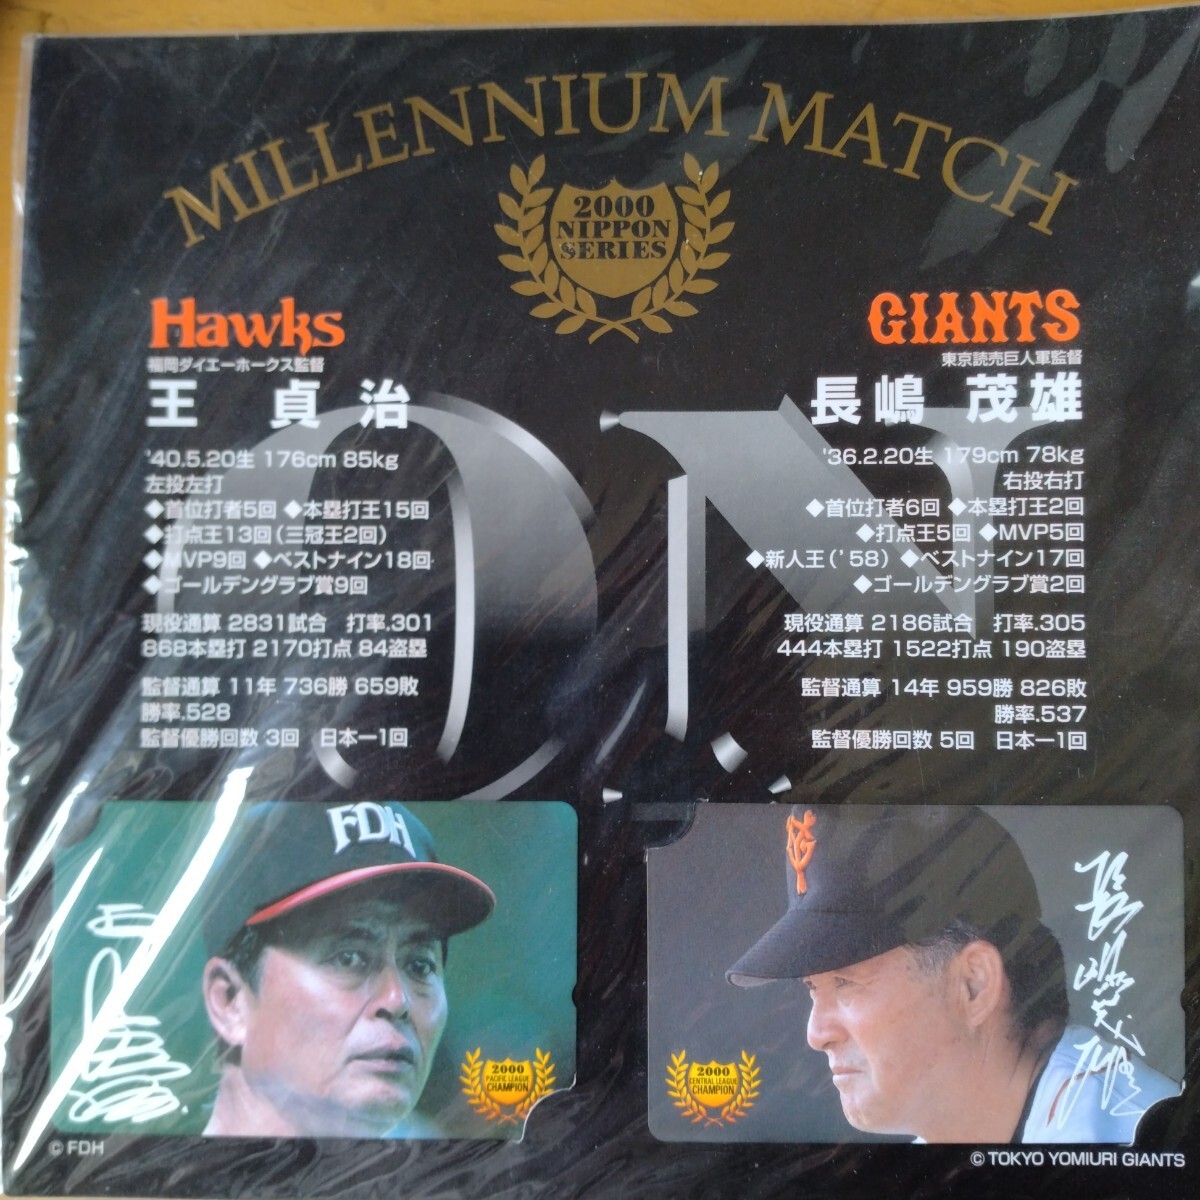 MILLENNIUM MATCH
2000
NIPPON
SERIES
Hawks
福岡ダイエーホークス監督
王 貞 治
'40.5.20生 176cm 85kg
左投左打
◆首位打者5回 ◆本塁打王15回
◆打点王13回(三冠王2回)
◆MVP9回 ◆ベストナイン18回
◆ゴールデングラブ賞9回
現役通算 2831試合 打率.301
868本塁打 2170打点 84盗塁
監督通算 11年 736勝 659敗
勝率.528
監督優勝回数 3回 日本一1回
GIANTS
東京読売巨人軍監督
長嶋 茂雄
'36.2.20生 179cm 78kg
右投右打
◆首位打者6回 ◆本塁打王2回
◆打点王5回 ◆MVP5回
◆新人王('58) ◆ベストナイン17回
◆ゴールデングラブ賞2回
現役通算 2186試合 打率.305
444本塁打 1522打点 190盗塁
監督通算 14年 959勝 826敗
勝率.537
監督優勝回数 5回 日本一1回
ON
FDH
2000
PACIFIC LEAGUE
CHAMPION
© FDH
長嶋茂雄
2000
CENTRAL LEAGUE
CHAMPION
© TOKYO YOMIURI GIANTS